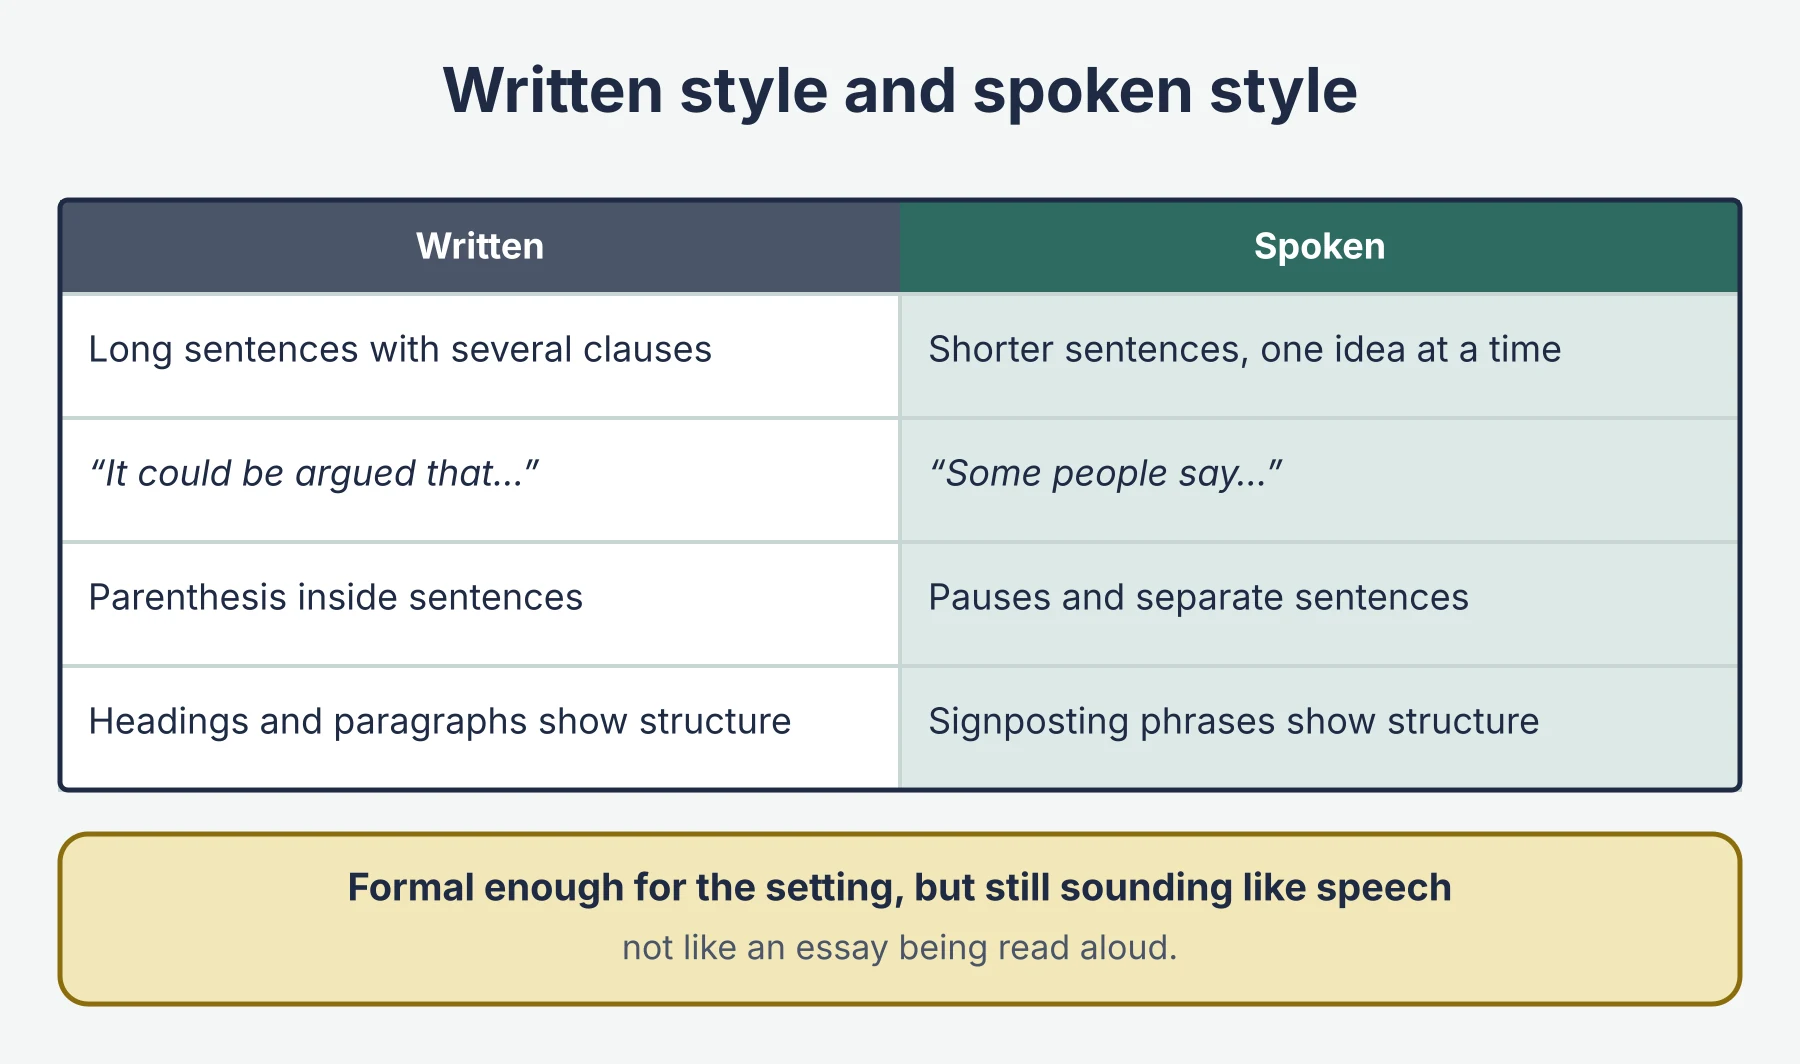 Written style and spoken style
Written
Spoken
Long sentences with several clauses
Shorter sentences, one idea at a time
“It could be argued that…”
“Some people say…”
Parenthesis inside sentences
Pauses and separate sentences
Headings and paragraphs show structure
Signposting phrases show structure
Formal enough for the setting, but still sounding like speech
not like an essay being read aloud.